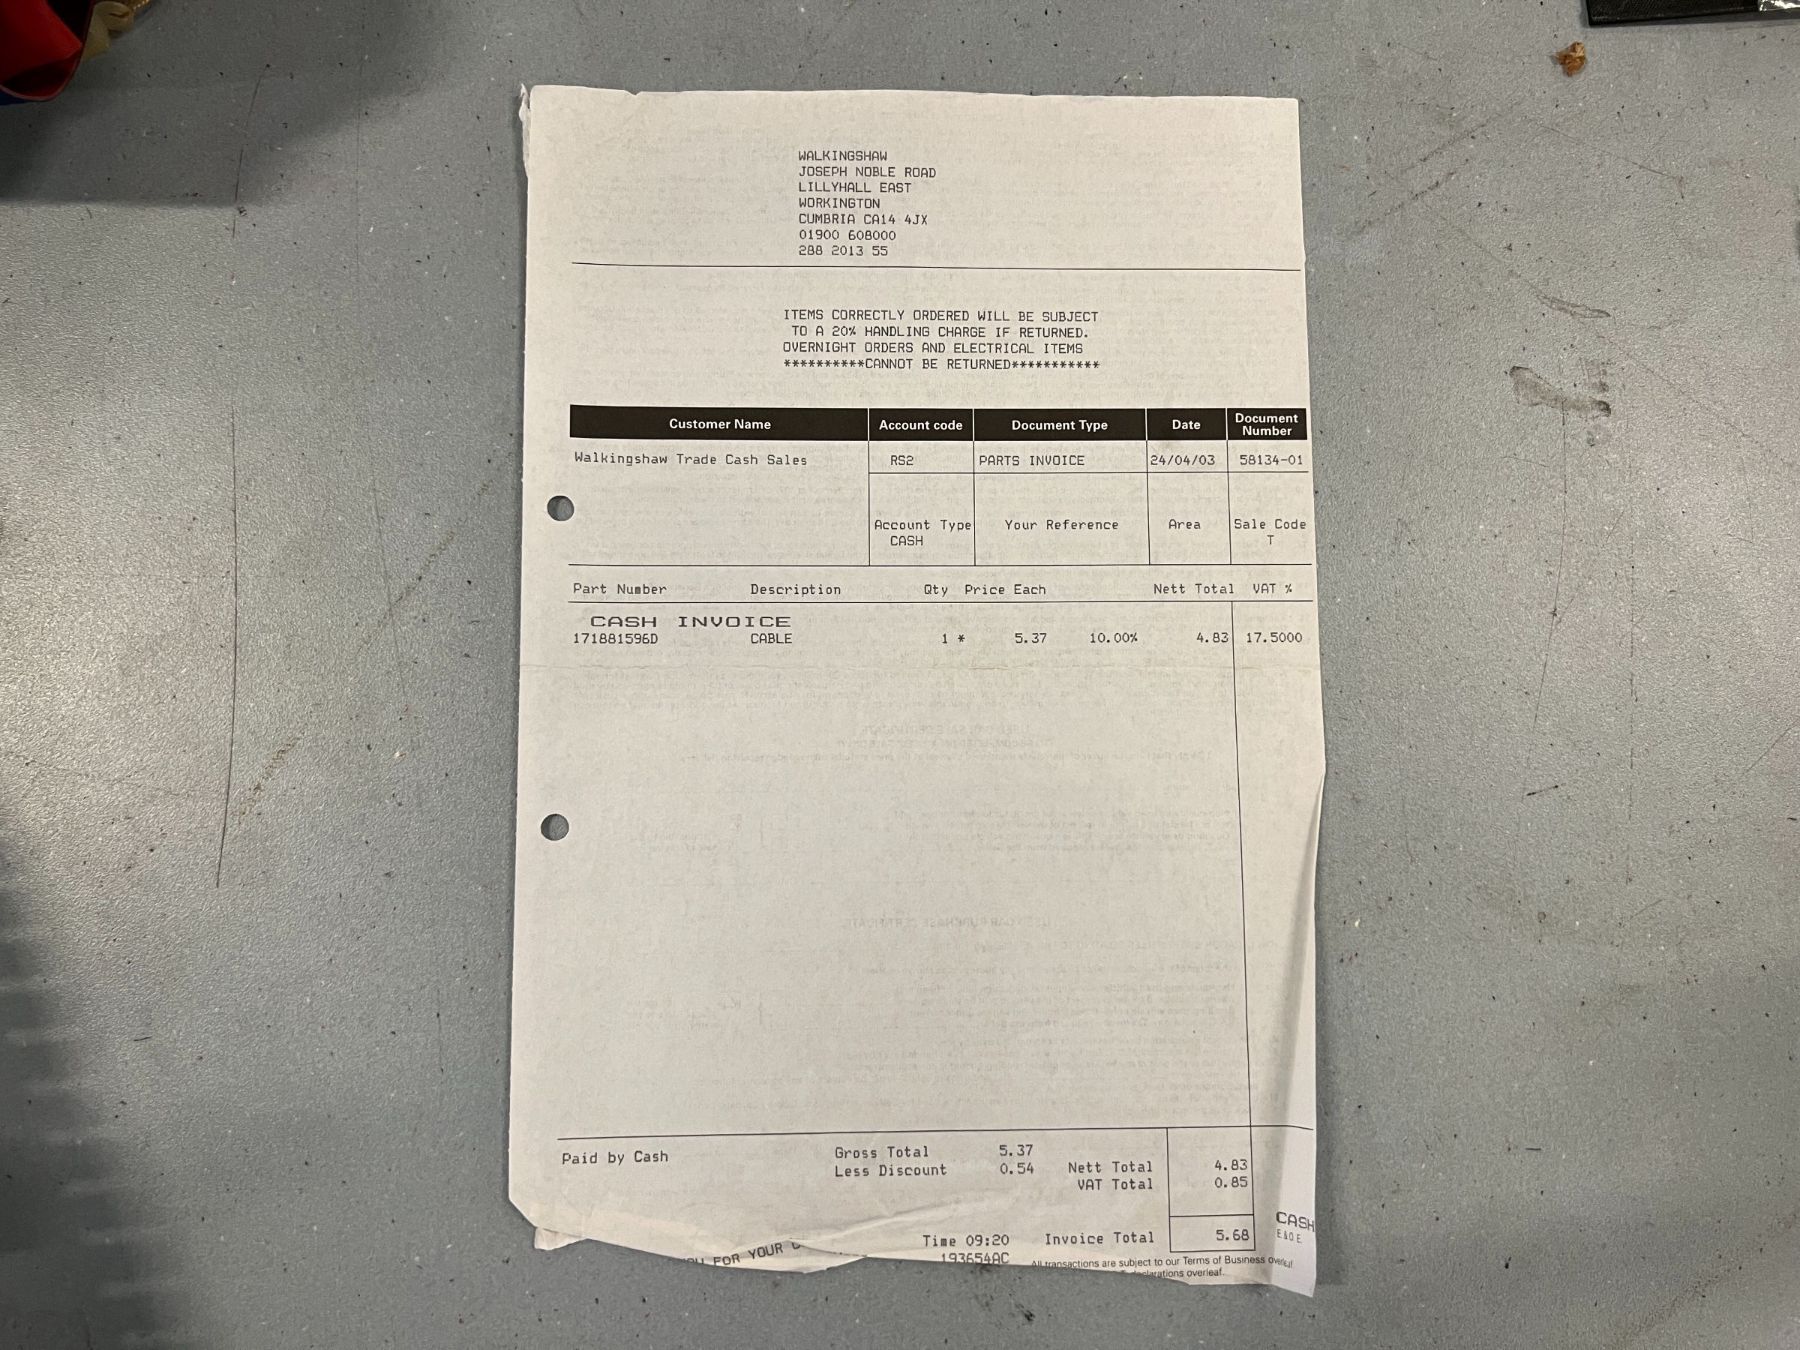 WALKINGSHAW
JOSEPH NOBLE ROAD
LILLYHALL EAST
WORKINGTON
CUMBRIA CA14 4JX
01900 608000
288 2013 55
ITEMS CORRECTLY ORDERED WILL BE SUBJECT
TO A 20% HANDLING CHARGE IF RETURNED.
OVERNIGHT ORDERS AND ELECTRICAL ITEMS
**********CANNOT BE RETURNED***********
Customer Name Account code Document Type Date Document Number
Walkingshaw Trade Cash Sales RS2 PARTS INVOICE 24/04/03 58134-01
Account Type Your Reference Area Sale Code
CASH T
Part Number Description Qty Price Each Nett Total VAT %
CASH INVOICE
171881596D CABLE 1 * 5.37 10.00% 4.83 17.5000
Paid by Cash Gross Total 5.37
Less Discount 0.54 Nett Total 4.83
VAT Total 0.85
CASH
Time 09:20 Invoice Total 5.68 E&OE
FOR YOUR 193654AC All transactions are subject to our Terms of Business overleaf
overleaf.